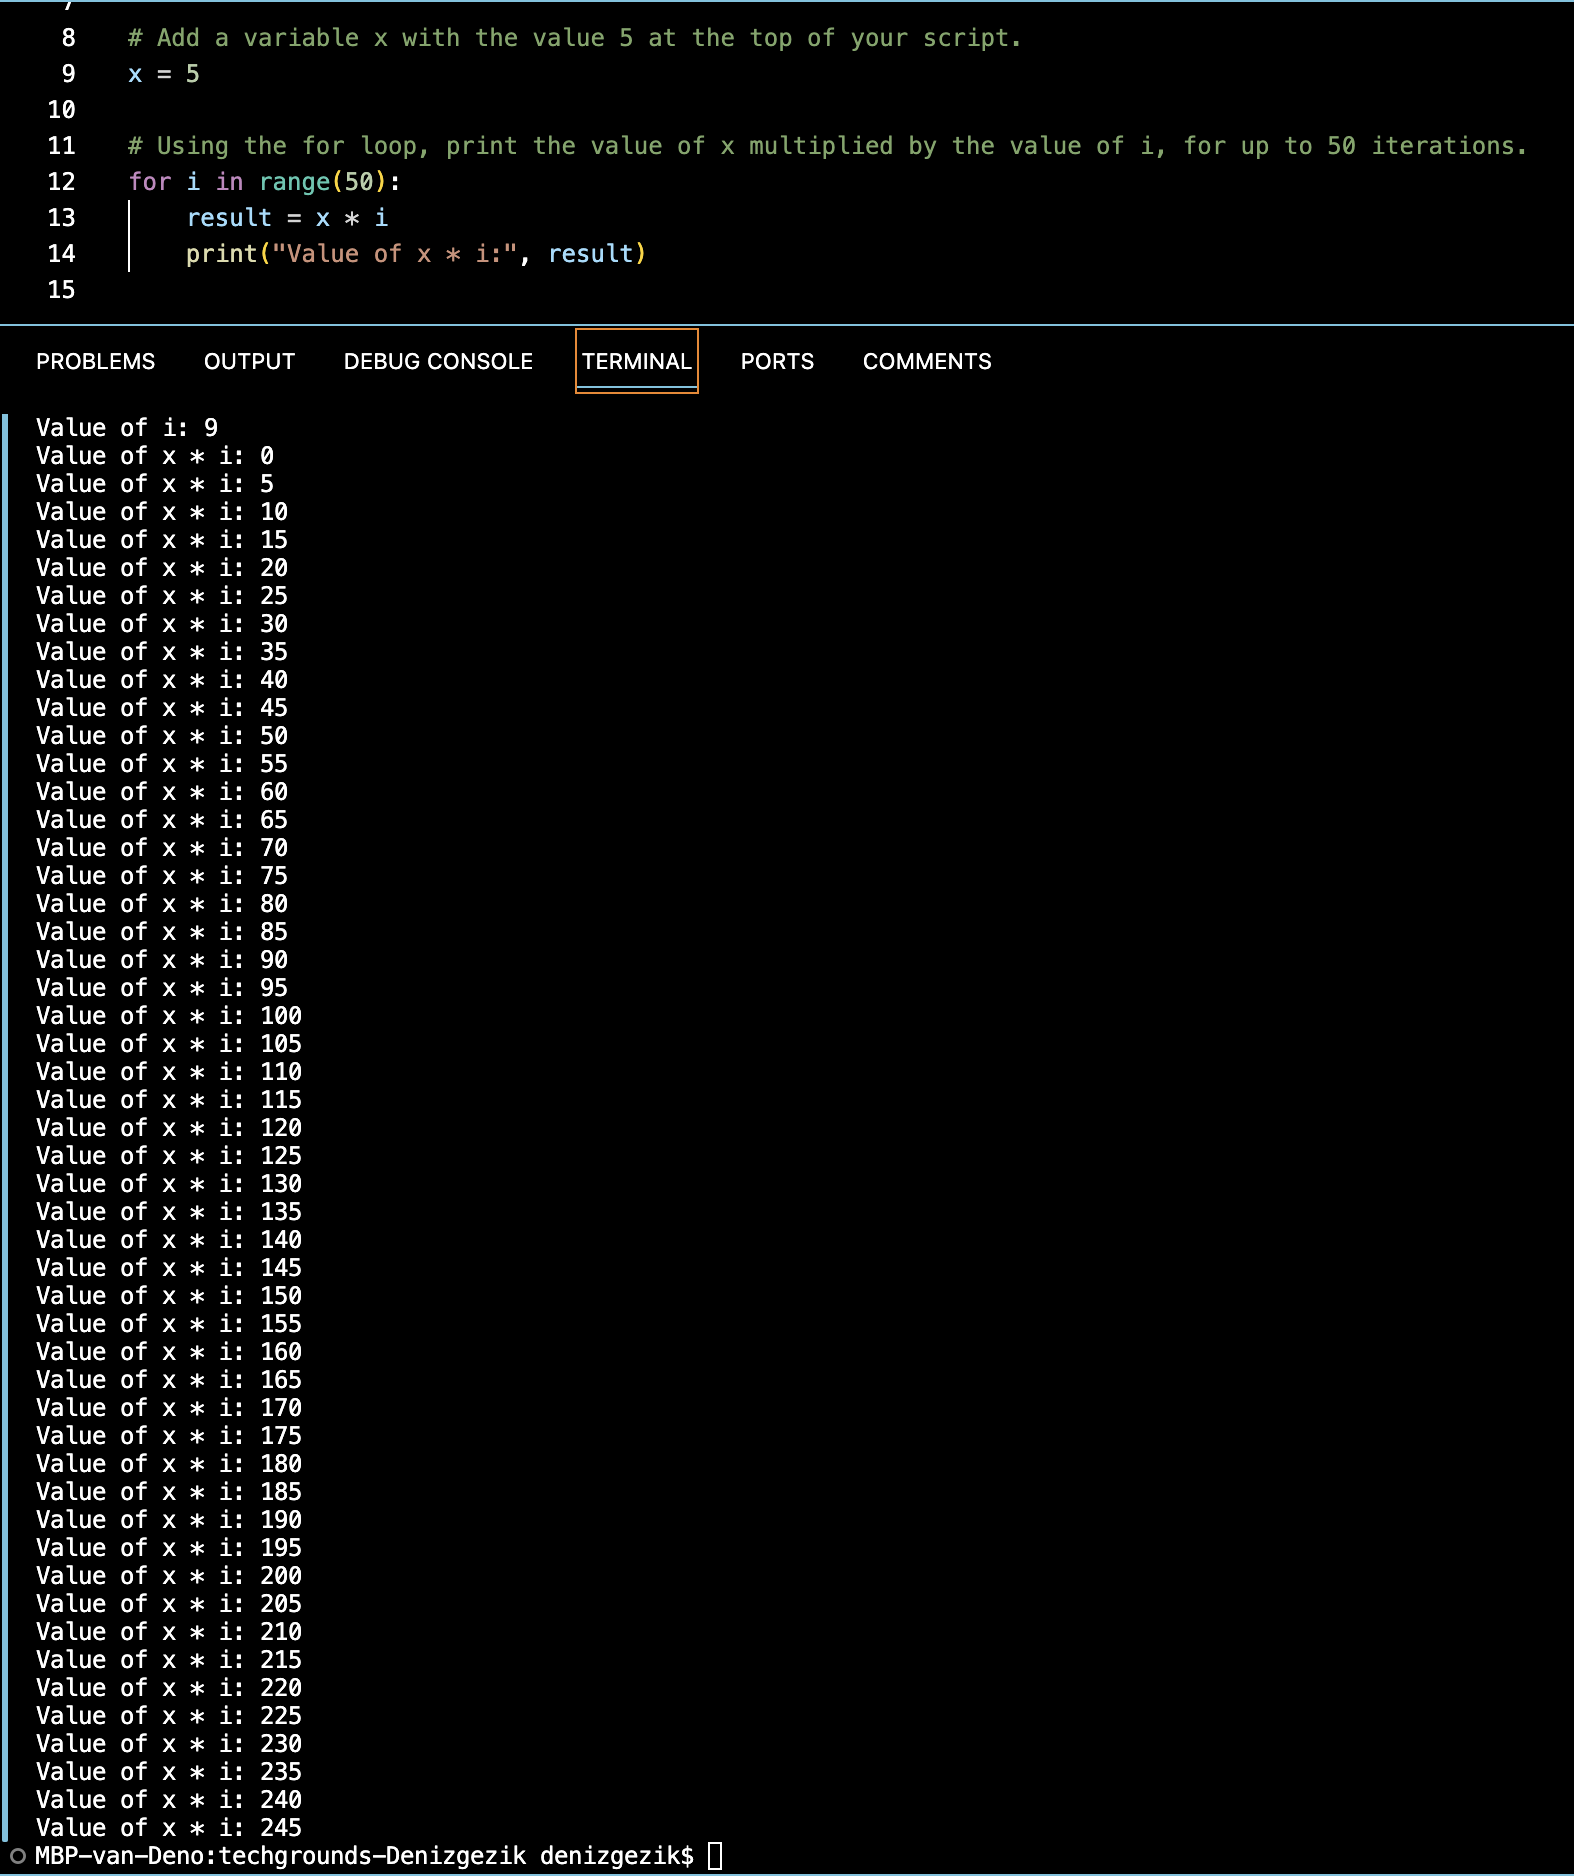 8 # Add a variable x with the value 5 at the top of your script.
9 x = 5
10
11 # Using the for loop, print the value of x multiplied by the value of i, for up to 50 iterations.
12 for i in range(50):
13 result = x * i
14 print("Value of x * i:", result)
15
PROBLEMS OUTPUT DEBUG CONSOLE TERMINAL PORTS COMMENTS
Value of i: 9
Value of x * i: 0
Value of x * i: 5
Value of x * i: 10
Value of x * i: 15
Value of x * i: 20
Value of x * i: 25
Value of x * i: 30
Value of x * i: 35
Value of x * i: 40
Value of x * i: 45
Value of x * i: 50
Value of x * i: 55
Value of x * i: 60
Value of x * i: 65
Value of x * i: 70
Value of x * i: 75
Value of x * i: 80
Value of x * i: 85
Value of x * i: 90
Value of x * i: 95
Value of x * i: 100
Value of x * i: 105
Value of x * i: 110
Value of x * i: 115
Value of x * i: 120
Value of x * i: 125
Value of x * i: 130
Value of x * i: 135
Value of x * i: 140
Value of x * i: 145
Value of x * i: 150
Value of x * i: 155
Value of x * i: 160
Value of x * i: 165
Value of x * i: 170
Value of x * i: 175
Value of x * i: 180
Value of x * i: 185
Value of x * i: 190
Value of x * i: 195
Value of x * i: 200
Value of x * i: 205
Value of x * i: 210
Value of x * i: 215
Value of x * i: 220
Value of x * i: 225
Value of x * i: 230
Value of x * i: 235
Value of x * i: 240
Value of x * i: 245
MBP-van-Deno:techgrounds-Denizgezik denizgezik$